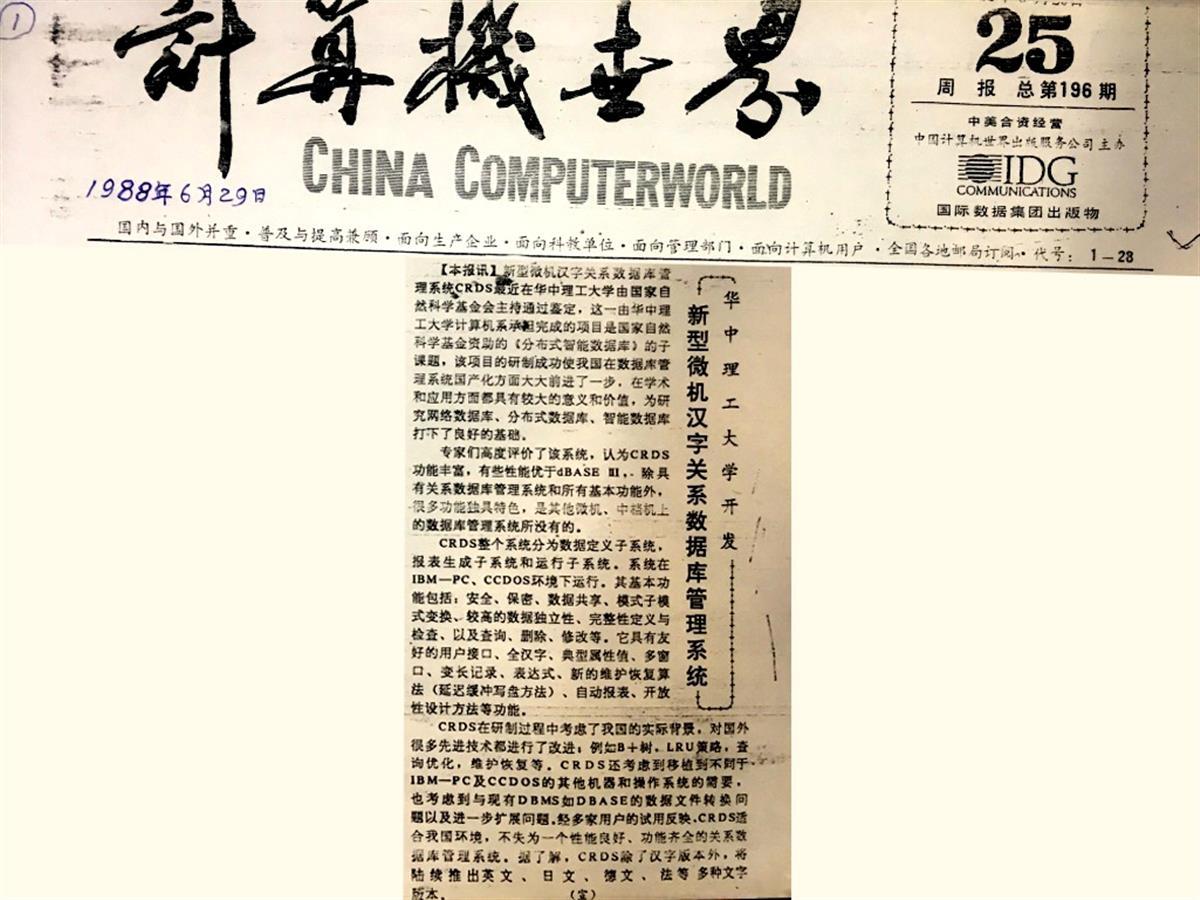 1
計算機世界
CHINA COMPUTERWORLD
1988年6月29日
25
周报 总第196期
中美合资经营
中国计算机世界出版服务公司主办
IDG
COMMUNICATIONS
国际数据集团出版物
国内与国外并重·普及与提高兼顾·面向生产企业·面向科教单位·面向管理部门·面向计算机用户·全国各地邮局订阅·代号：1—28
华中理工大学开发
新型微机汉字关系数据库管理系统
【本报讯】新型微机汉字关系数据库管
理系统CRDS最近在华中理工大学由国家自
然科学基金会主持通过鉴定，这一由华中理
工大学计算机系承担完成的项目是国家自然
科学基金资助的《分布式智能数据库》的子
课题，该项目的研制成功使我国在数据库管
理系统国产化方面大大前进了一步，在学术
和应用方面都具有较大的意义和价值，为研
究网络数据库、分布式数据库、智能数据库
打下了良好的基础。
专家们高度评价了该系统，认为CRDS
功能丰富，有些性能优于dBASE III，除具
有关系数据库管理系统和所有基本功能外，
很多功能独具特色，是其他微机、中档机上
的数据库管理系统所没有的。
CRDS整个系统分为数据定义子系统，
报表生成子系统和运行子系统。系统在
IBM—PC、CCDOS环境下运行。其基本功
能包括：安全、保密、数据共享、模式子模
式变换、较高的数据独立性、完整性定义与
检查、以及查询、删除、修改等。它具有友
好的用户接口、全汉字、典型属性值、多窗
口、变长记录、表达式、新的维护恢复算
法（延迟缓冲写盘方法）、自动报表、开放
性设计方法等功能。
CRDS在研制过程中考虑了我国的实际背景，对国外
很多先进技术都进行了改进；例如B+树，LRU策略，查
询优化，维护恢复等。CRDS还考虑到移植到不同于
IBM—PC及CCDOS的其他机器和操作系统的需要，
也考虑到与现有DBMS如DBASE的数据文件转换问
题以及进一步扩展问题。经多家用户的试用反映，CRDS适
合我国环境，不失为一个性能良好、功能齐全的关系数
据库管理系统。据了解，CRDS除了汉字版本外，将
陆续推出英文、日文、德文、法等多种文字
版本。 （宝）